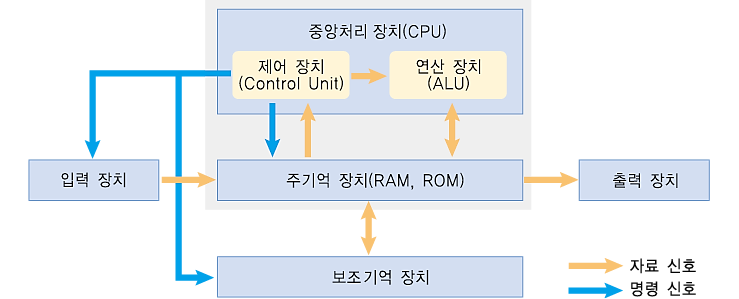 중앙처리 장치(CPU)
제어 장치
(Control Unit)
연산 장치
(ALU)
입력 장치
주기억 장치(RAM, ROM)
출력 장치
보조기억 장치
자료 신호
명령 신호